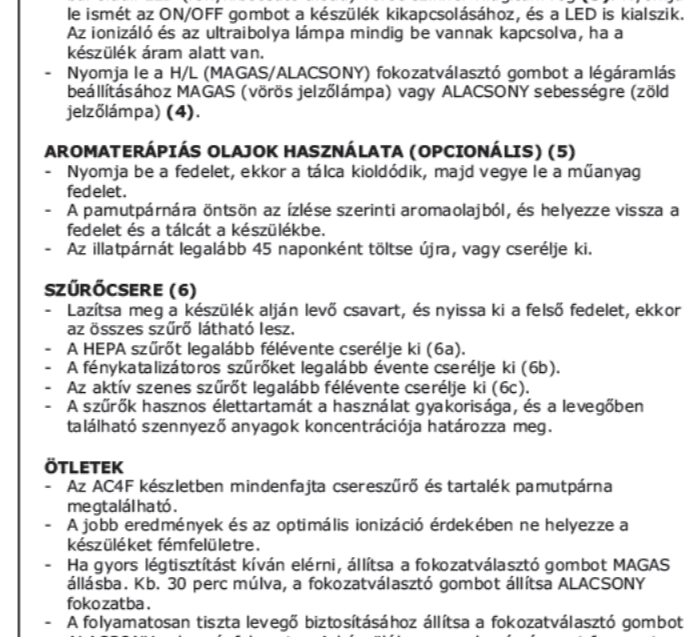 le ismét az ON/OFF gombot a készülék kikapcsolásához, és a LED is kialszik.
Az ionizáló és az ultraibolya lámpa mindig be vannak kapcsolva, ha a
készülék áram alatt van.
- Nyomja le a H/L (MAGAS/ALACSONY) fokozatválasztó gombot a légáramlás
beállításához MAGAS (vörös jelzőlámpa) vagy ALACSONY sebességre (zöld
jelzőlámpa) (4).
AROMATERÁPIÁS OLAJOK HASZNÁLATA (OPCIONÁLIS) (5)
- Nyomja be a fedelet, ekkor a tálca kioldódik, majd vegye le a műanyag
fedelet.
- A pamutpárnára öntsön az ízlése szerinti aromaolajból, és helyezze vissza a
fedelet és a tálcát a készülékbe.
- Az illatpárnát legalább 45 naponként töltse újra, vagy cserélje ki.
SZŰRŐCSERE (6)
- Lazítsa meg a készülék alján levő csavart, és nyissa ki a felső fedelet, ekkor
az összes szűrő látható lesz.
- A HEPA szűrőt legalább félévente cserélje ki (6a).
- A fénykatalizátoros szűrőket legalább évente cserélje ki (6b).
- Az aktív szenes szűrőt legalább félévente cserélje ki (6c).
- A szűrők hasznos élettartamát a használat gyakorisága, és a levegőben
található szennyező anyagok koncentrációja határozza meg.
ÖTLETEK
- Az AC4F készletben mindenfajta csereszűrő és tartalék pamutpárna
megtalálható.
- A jobb eredmények és az optimális ionizáció érdekében ne helyezze a
készüléket fémfelületre.
- Ha gyors légtisztítást kíván elérni, állítsa a fokozatválasztó gombot MAGAS
állásba. Kb. 30 perc múlva, a fokozatválasztó gombot állítsa ALACSONY
fokozatba.
- A folyamatosan tiszta levegő biztosításához állítsa a fokozatválasztó gombot